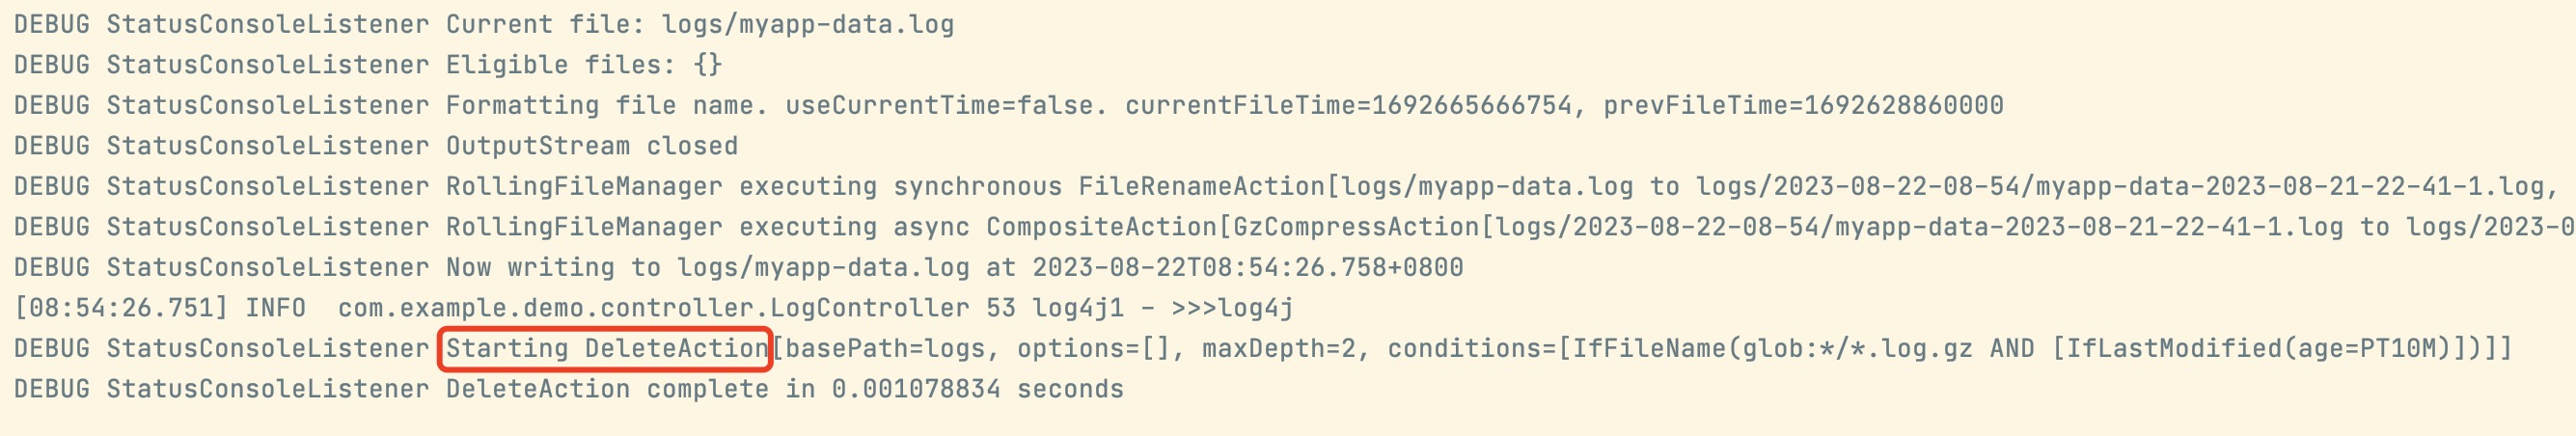 DEBUG StatusConsoleListener Current file: logs/myapp-data.log
DEBUG StatusConsoleListener Eligible files: {}
DEBUG StatusConsoleListener Formatting file name. useCurrentTime=false. currentFileTime=1692665666754, prevFileTime=1692628860000
DEBUG StatusConsoleListener OutputStream closed
DEBUG StatusConsoleListener RollingFileManager executing synchronous FileRenameAction[logs/myapp-data.log to logs/2023-08-22-08-54/myapp-data-2023-08-21-22-41-1.log,
DEBUG StatusConsoleListener RollingFileManager executing async CompositeAction[GzCompressAction[logs/2023-08-22-08-54/myapp-data-2023-08-21-22-41-1.log to logs/2023-0
DEBUG StatusConsoleListener Now writing to logs/myapp-data.log at 2023-08-22T08:54:26.758+0800
[08:54:26.751] INFO  com.example.demo.controller.LogController 53 log4j1 - >>>log4j
DEBUG StatusConsoleListener Starting DeleteAction[basePath=logs, options=[], maxDepth=2, conditions=[IfFileName(glob:*/*.log.gz AND [IfLastModified(age=PT10M)])]]
DEBUG StatusConsoleListener DeleteAction complete in 0.001078834 seconds